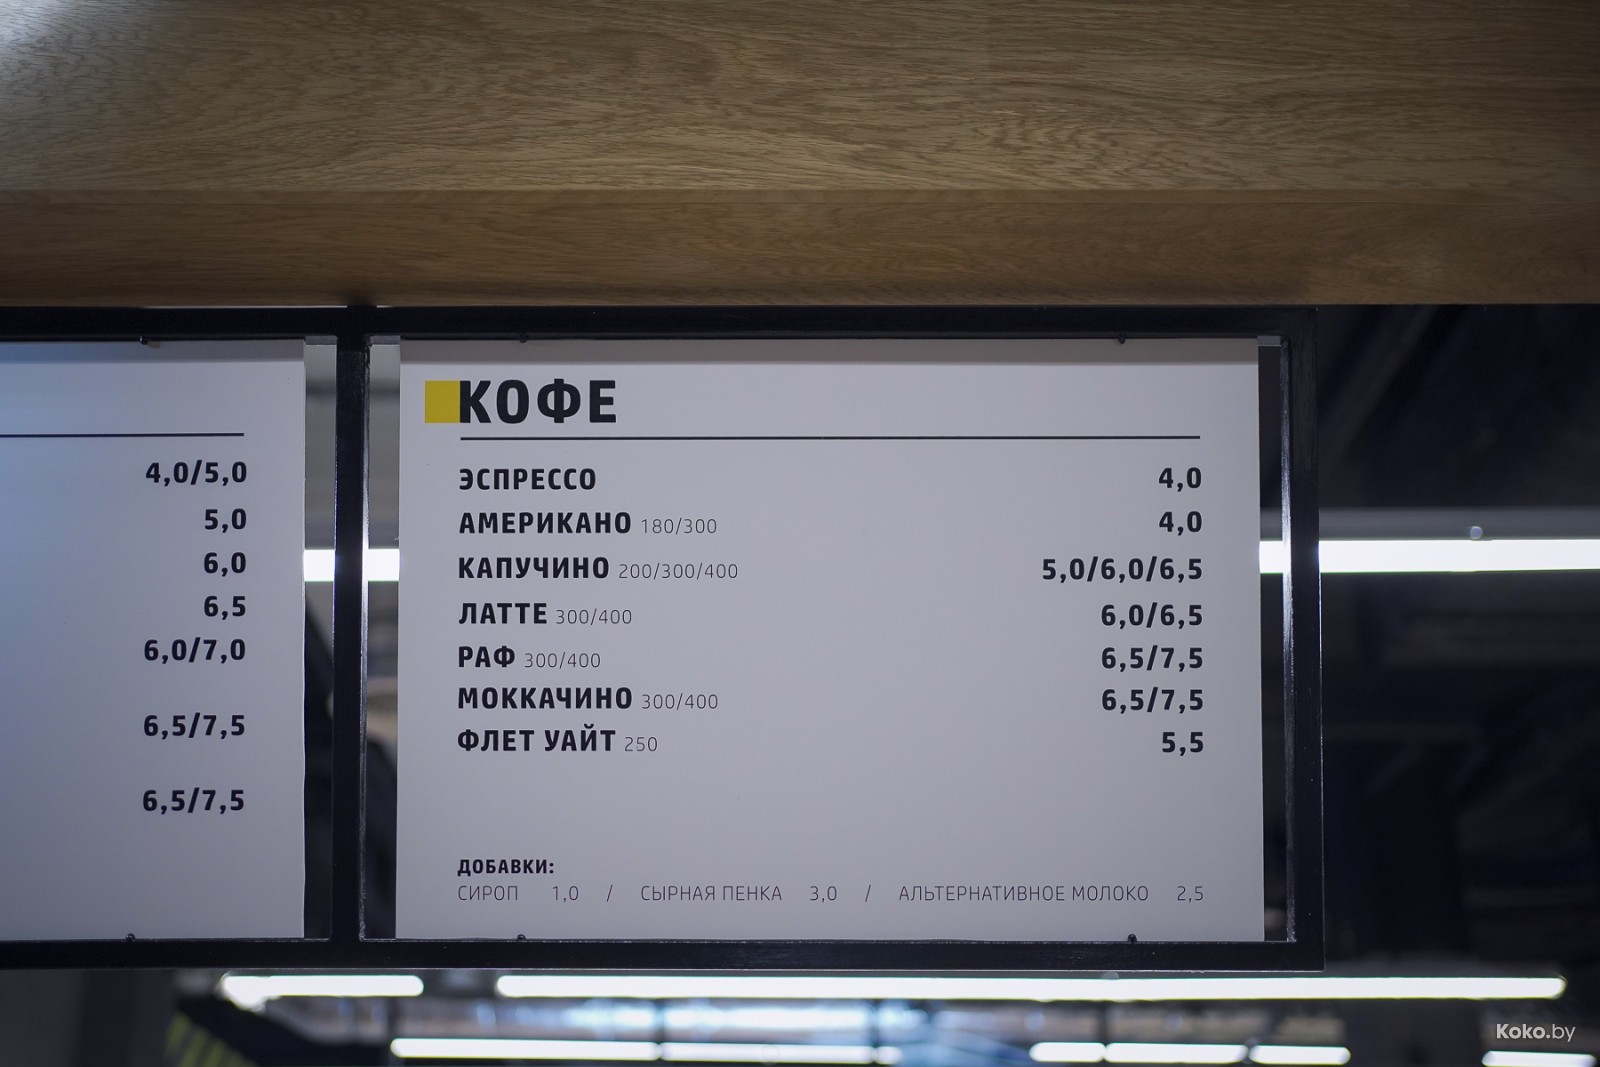 4,0/5,0
5,0
6,0
6,5
6,0/7,0
6,5/7,5
6,5/7,5
КОФЕ
ЭСПРЕССО 4,0
АМЕРИКАНО 180/300 4,0
КАПУЧИНО 200/300/400 5,0/6,0/6,5
ЛАТТЕ 300/400 6,0/6,5
РАФ 300/400 6,5/7,5
МОККАЧИНО 300/400 6,5/7,5
ФЛЕТ УАЙТ 250 5,5
ДОБАВКИ:
СИРОП 1,0 / СЫРНАЯ ПЕНКА 3,0 / АЛЬТЕРНАТИВНОЕ МОЛОКО 2,5
Koko.by